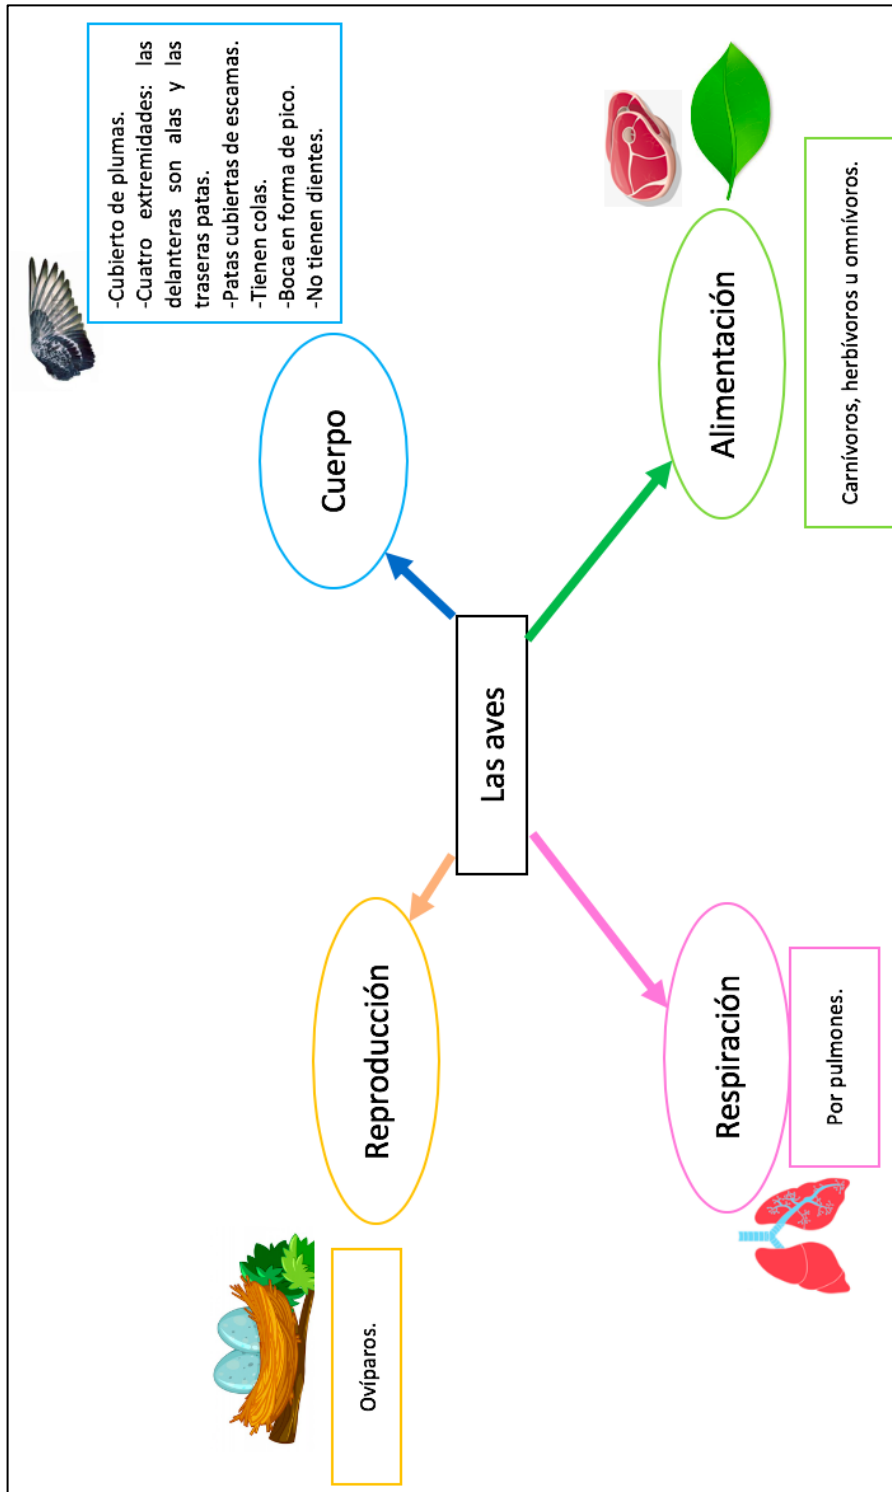 Ovíparos.
Reproducción
Cuerpo
-Cubierto de plumas.
-Cuatro extremidades: las
delanteras son alas y las
traseras patas.
-Patas cubiertas de escamas.
-Tienen colas.
-Boca en forma de pico.
-No tienen dientes.
Las aves
Respiración
Por pulmones.
Alimentación
Carnívoros, herbívoros u omnívoros.